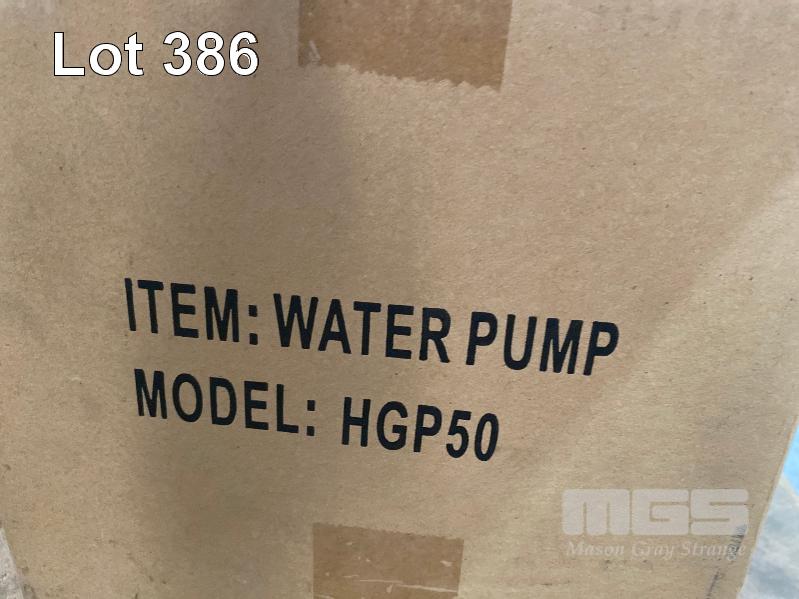 Lot 386
ITEM: WATER PUMP
MODEL: HGP50
MGS
Mason Gray Strange